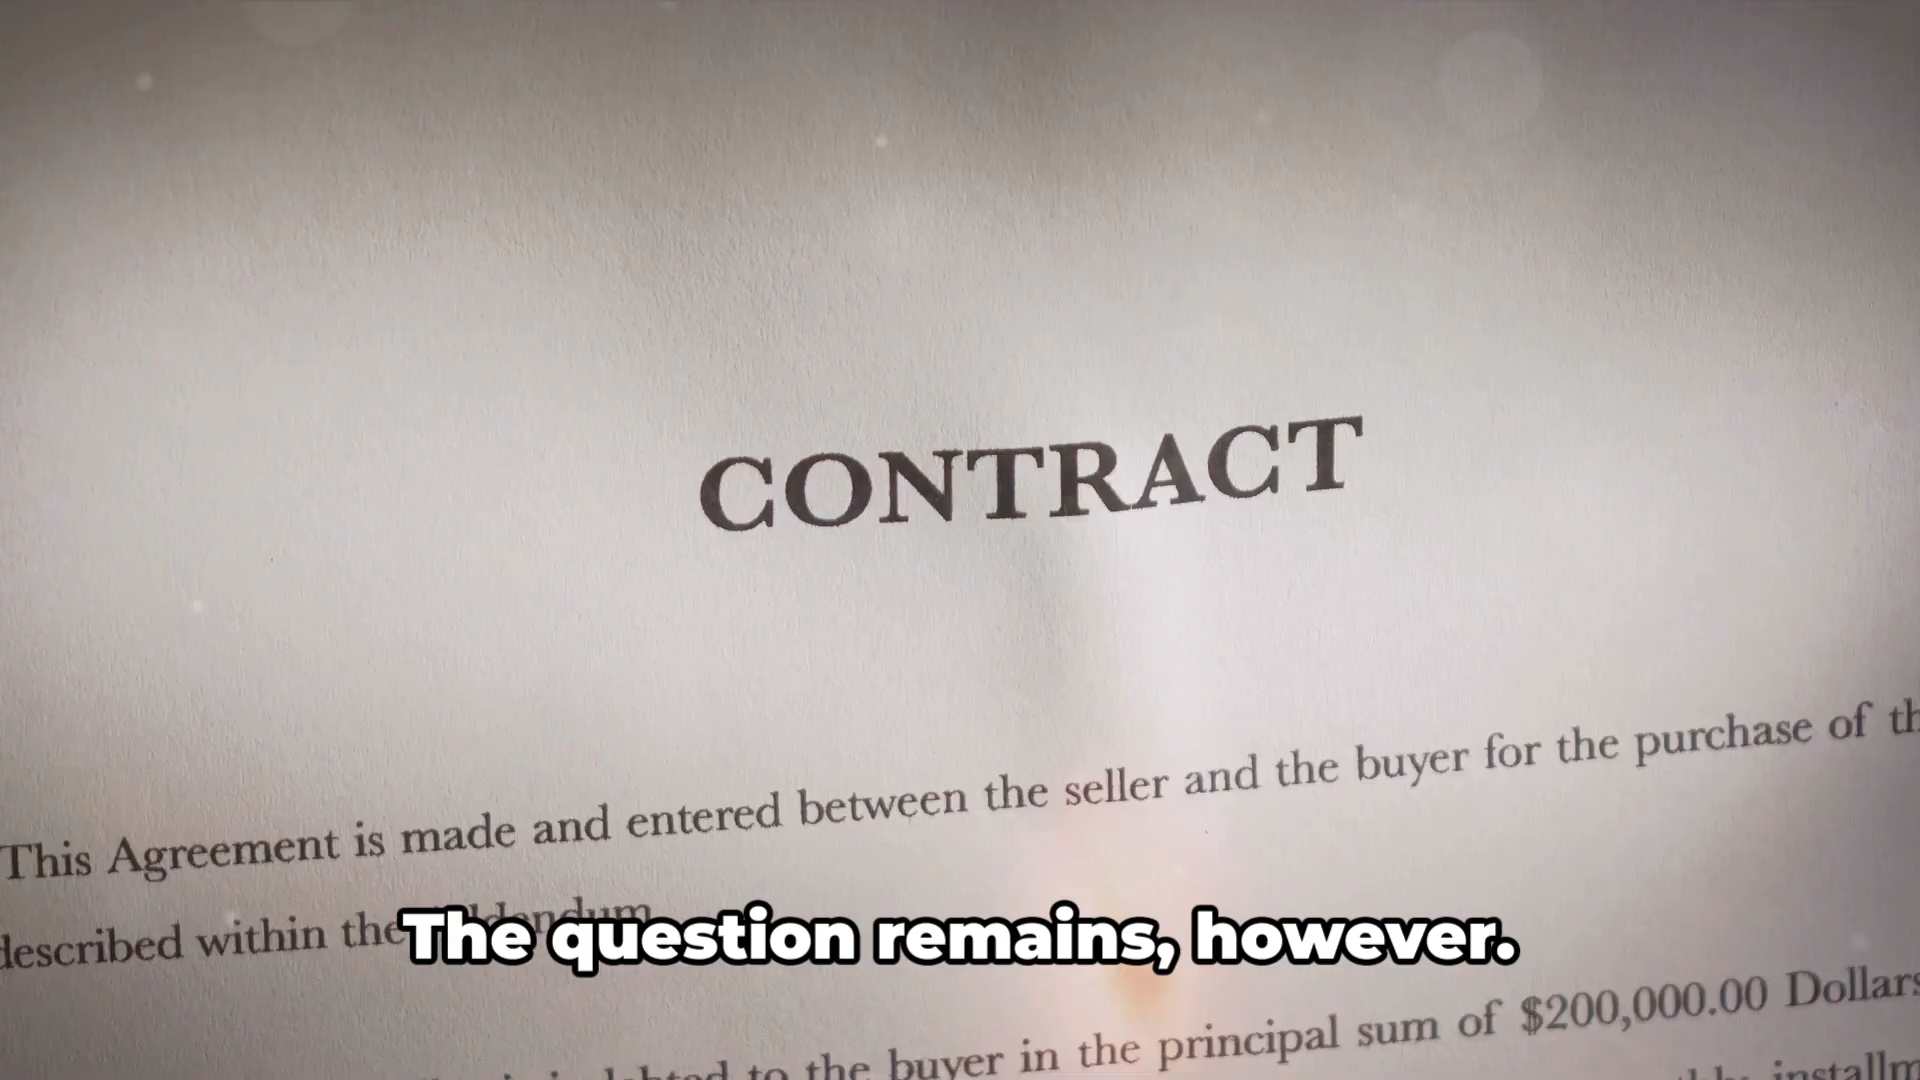 CONTRACT
This Agreement is made and entered between the seller and the buyer for the purchase of
described within the
The question remains, however.
to the buyer in the principal sum of $200,000.00 Dollars